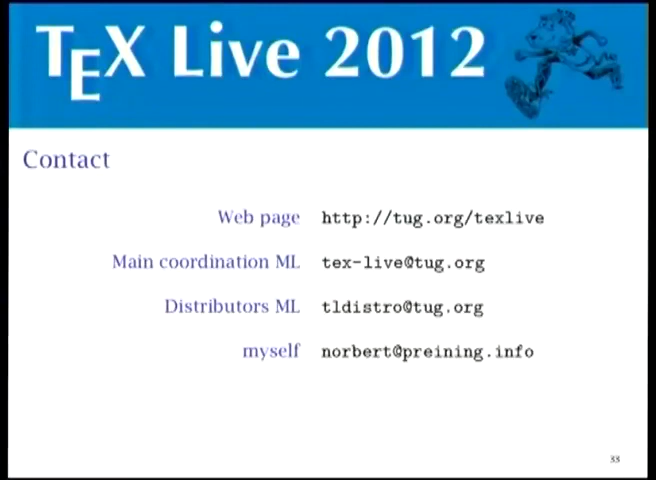 TEX Live 2012
Contact
Web page http://tug.org/texlive
Main coordination ML tex-live@tug.org
Distributors ML tldistro@tug.org
myself norbert@preining.info
33